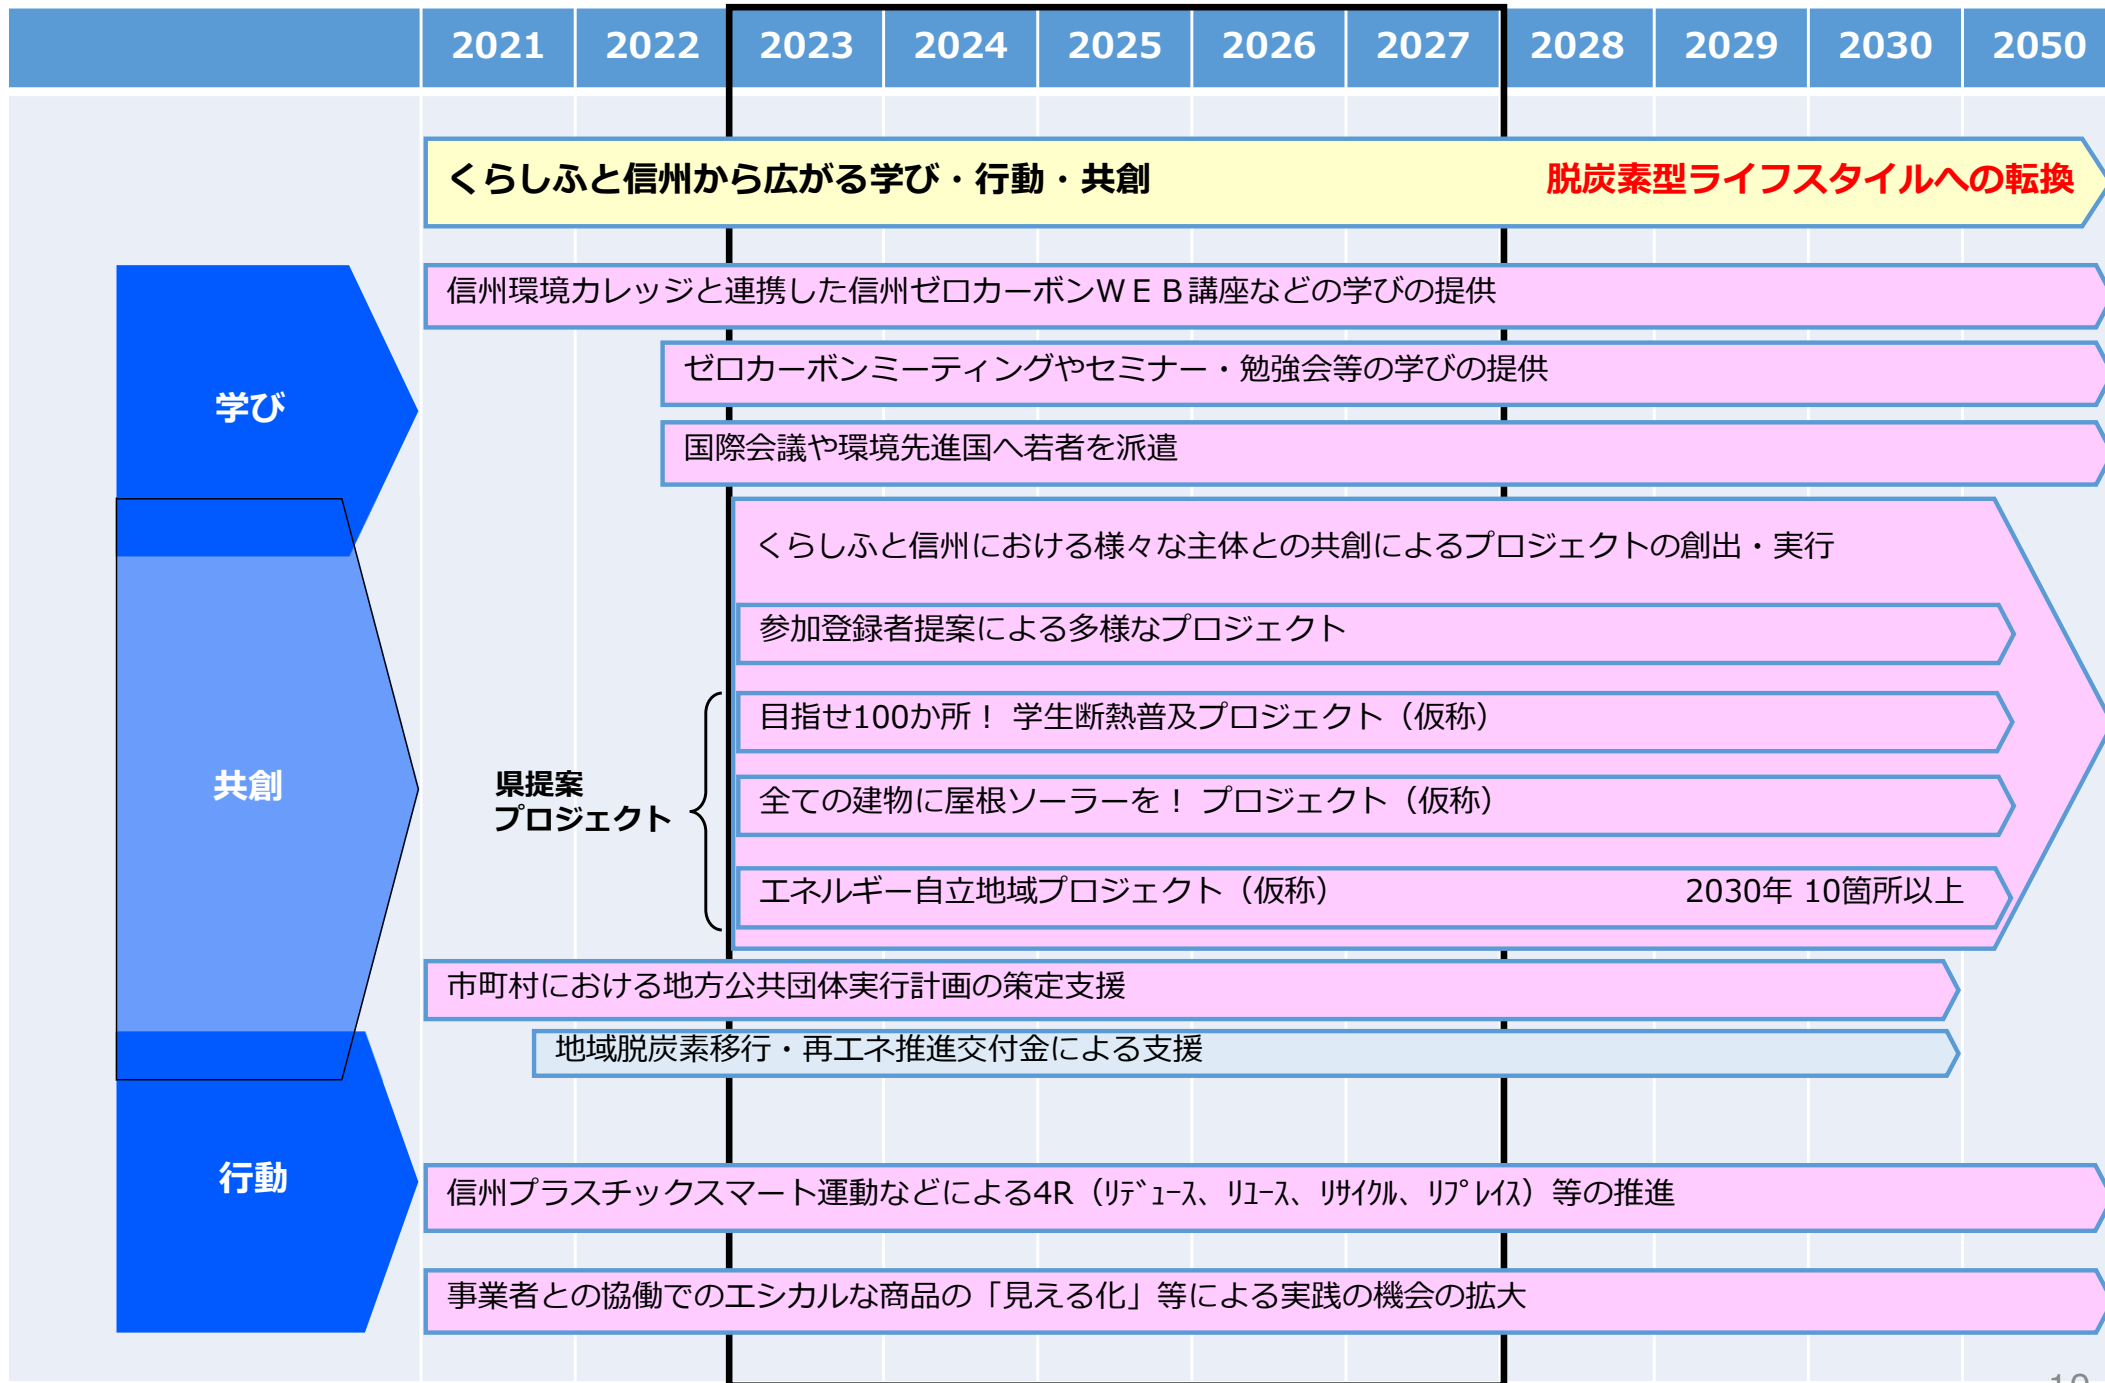 2021 2022 2023 2024 2025 2026 2027 2028 2029 2030 2050
くらしふと信州から広がる学び・行動・共創 脱炭素型ライフスタイルへの転換
学び
信州環境カレッジと連携した信州ゼロカーボンＷＥＢ講座などの学びの提供
ゼロカーボンミーティングやセミナー・勉強会等の学びの提供
国際会議や環境先進国へ若者を派遣
共創
くらしふと信州における様々な主体との共創によるプロジェクトの創出・実行
参加登録者提案による多様なプロジェクト
県提案
プロジェクト
目指せ100か所！ 学生断熱普及プロジェクト（仮称）
全ての建物に屋根ソーラーを！ プロジェクト（仮称）
エネルギー自立地域プロジェクト（仮称） 2030年 10箇所以上
市町村における地方公共団体実行計画の策定支援
地域脱炭素移行・再エネ推進交付金による支援
行動
信州プラスチックスマート運動などによる4R（ﾘﾃﾞｭｰｽ、ﾘﾕｰｽ、ﾘｻｲｸﾙ、ﾘﾌﾟﾚｲｽ）等の推進
事業者との協働でのエシカルな商品の「見える化」等による実践の機会の拡大